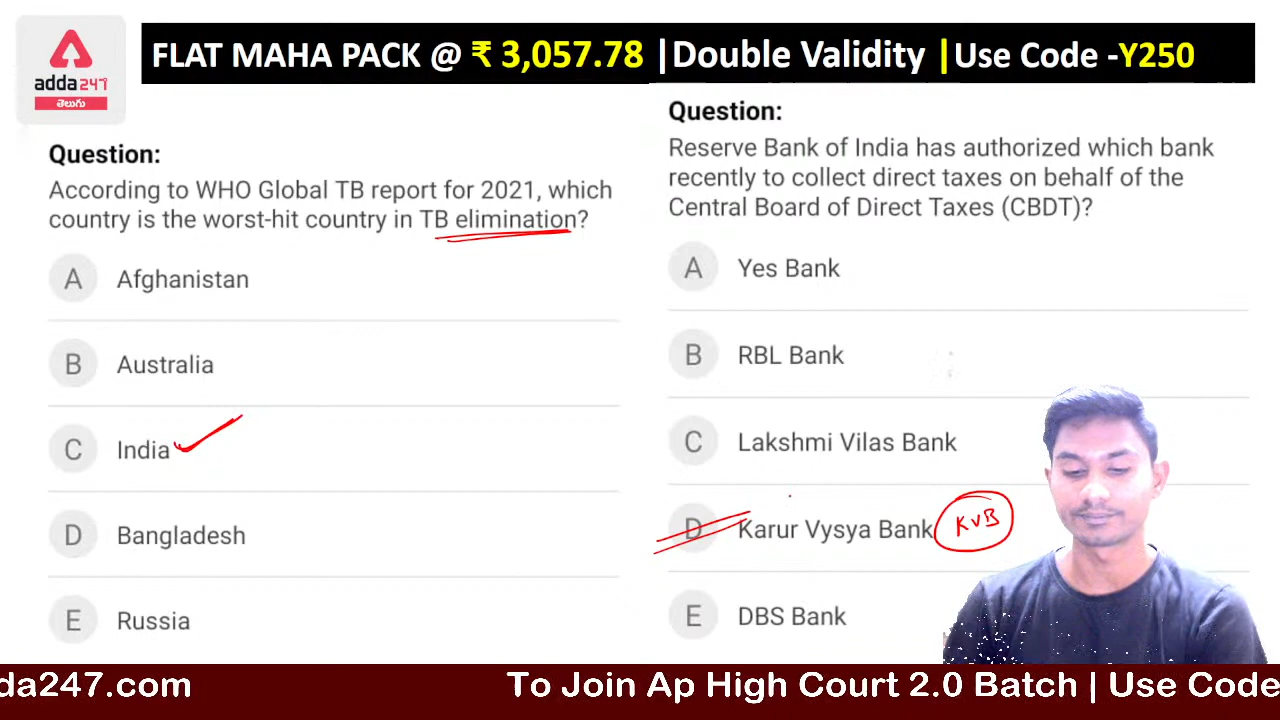 FLAT MAHA PACK @ ₹ 3,057.78 |Double Validity |Use Code -Y250
adda247
తెలుగు
Question:
According to WHO Global TB report for 2021, which
country is the worst-hit country in TB elimination?
A Afghanistan
B Australia
C India
D Bangladesh
E Russia
Question:
Reserve Bank of India has authorized which bank
recently to collect direct taxes on behalf of the
Central Board of Direct Taxes (CBDT)?
A Yes Bank
B RBL Bank
C Lakshmi Vilas Bank
D Karur Vysya Bank KVB
E DBS Bank
da247.com To Join Ap High Court 2.0 Batch | Use Code